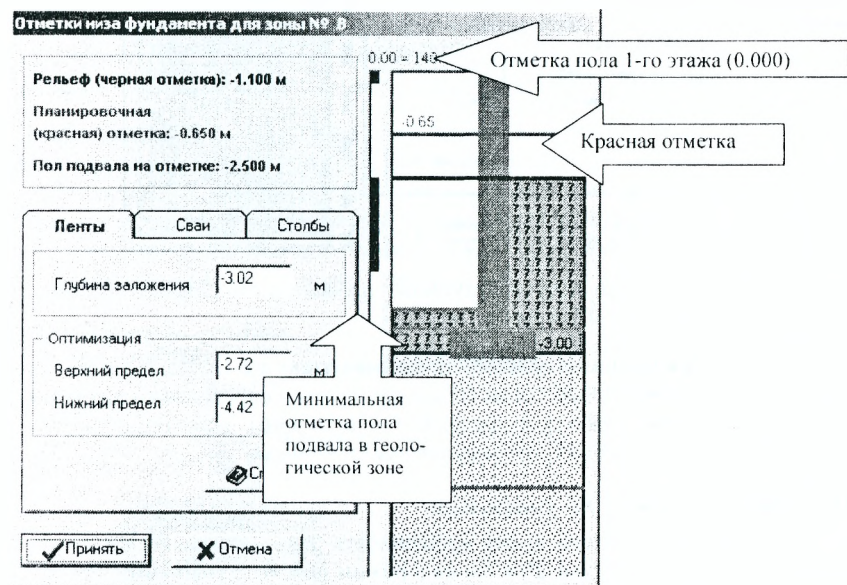 Отметки низа фундамента для зоны № 8
0.00 = 140.
Отметка пола 1-го этажа (0.000)
Рельеф (черная отметка): -1.100 м
Планировочная
(красная) отметка: -0.650 м
Пол подвала на отметке: -2.500 м
-0.65
Красная отметка
Ленты
Сваи
Столбы
Глубина заложения
-3.02
м
Оптимизация
Верхний предел
-2.72
м
Нижний предел
-4.42
-3.00
Минимальная
отметка пола
подвала в геоло-
гической зоне
Принять
Отмена